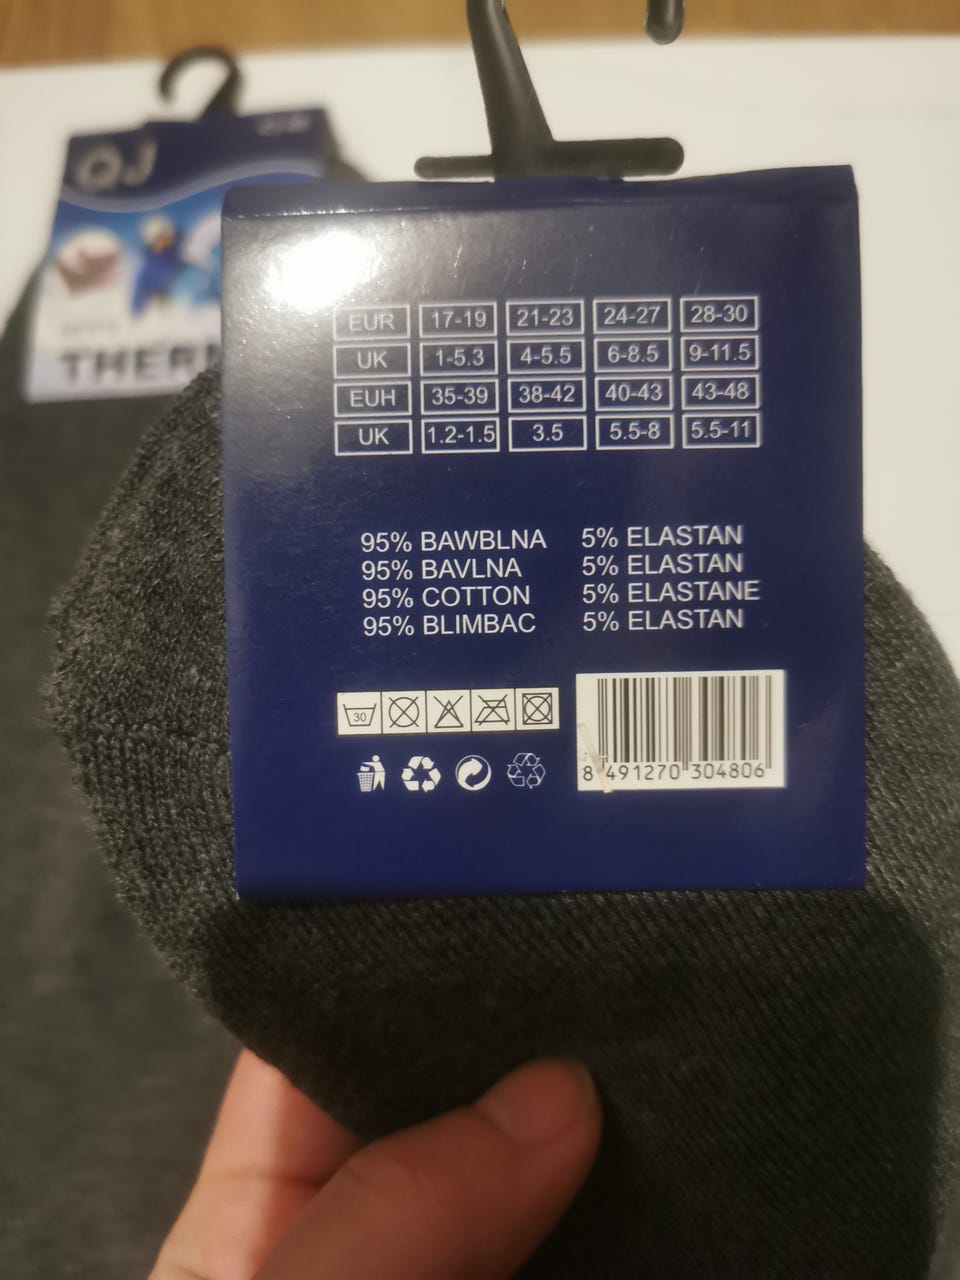 QJ
THER
EUR 17-19 21-23 24-27 28-30
UK 1-5.3 4-5.5 6-8.5 9-11.5
EUH 35-39 38-42 40-43 43-48
UK 1.2-1.5 3.5 5.5-8 5.5-11
95% BAWBLNA 5% ELASTAN
95% BAVLNA 5% ELASTAN
95% COTTON 5% ELASTANE
95% BLIMBAC 5% ELASTAN
30
8 491270 304806